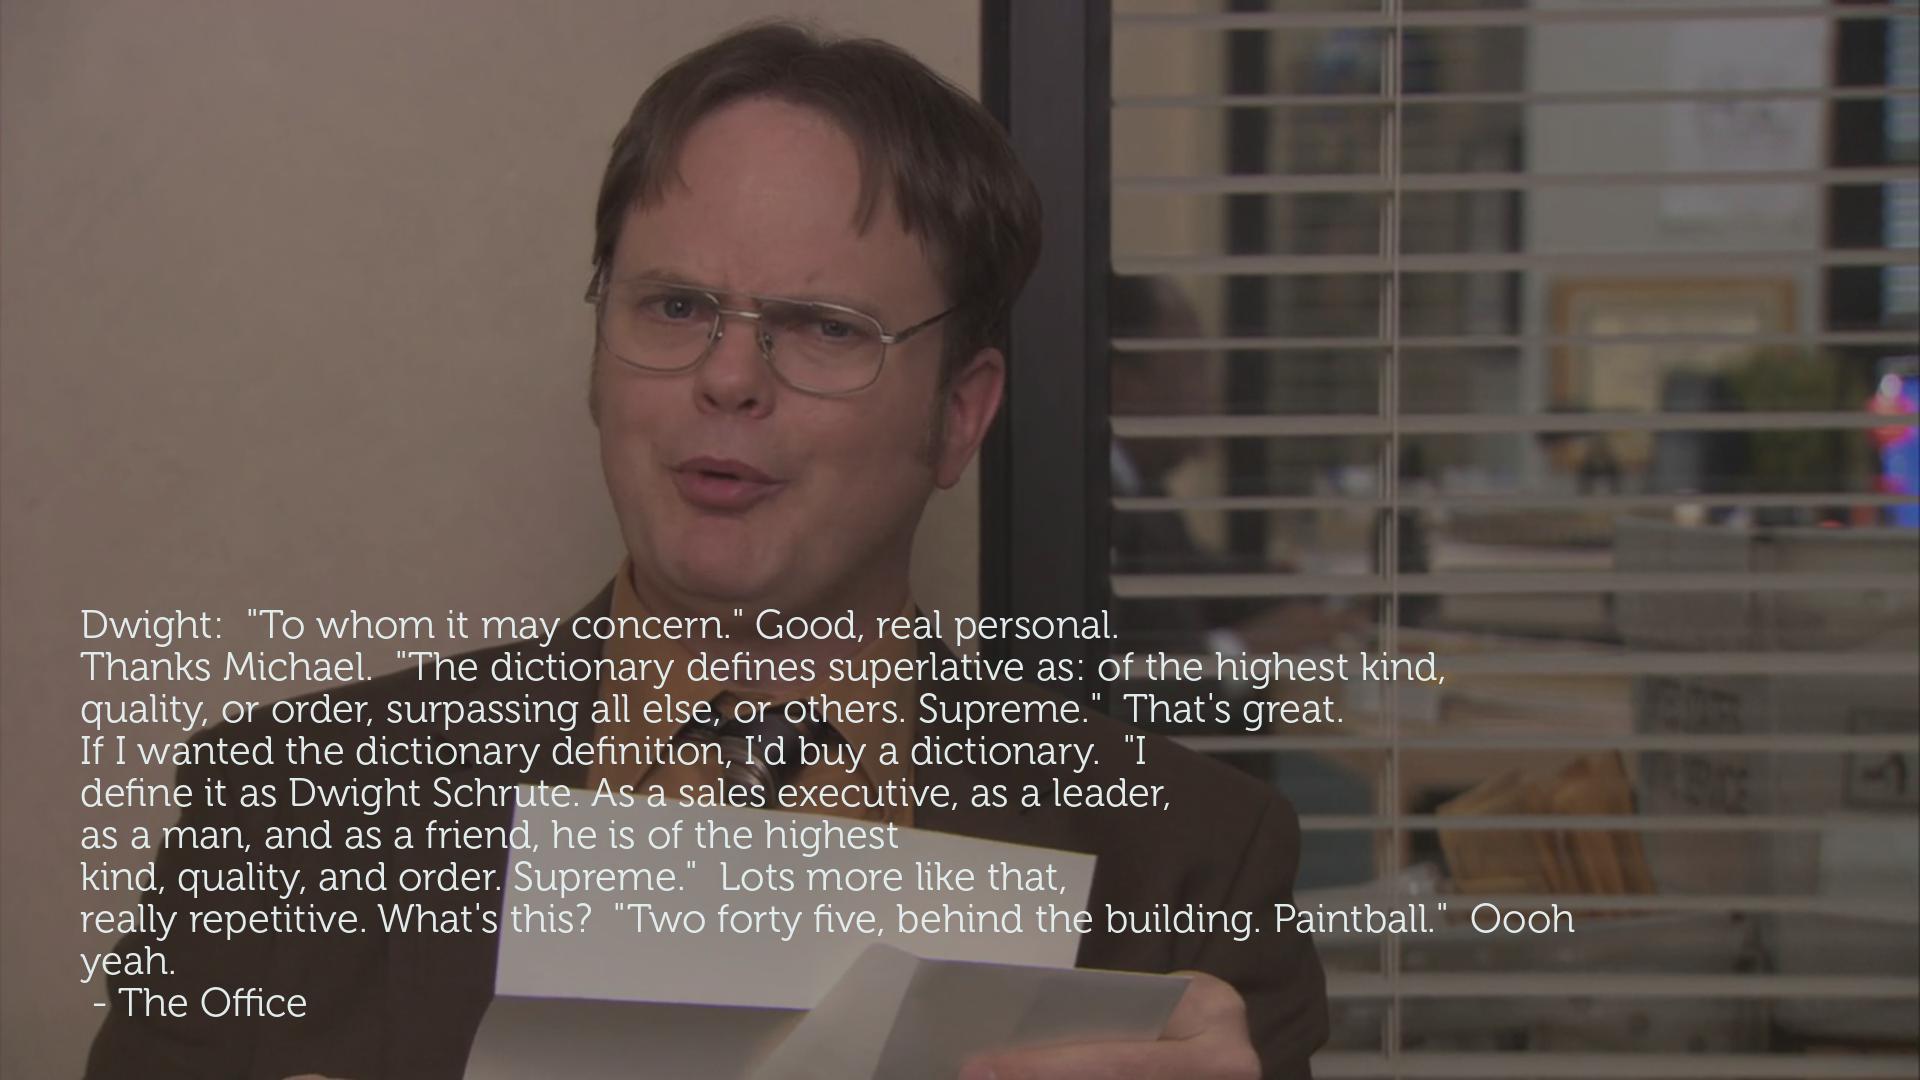 Dwight:  "To whom it may concern." Good, real personal.
Thanks Michael.  "The dictionary defines superlative as: of the highest kind,
quality, or order, surpassing all else, or others. Supreme."  That's great.
If I wanted the dictionary definition, I'd buy a dictionary.  "I
define it as Dwight Schrute. As a sales executive, as a leader,
as a man, and as a friend, he is of the highest
kind, quality, and order. Supreme."  Lots more like that,
really repetitive. What's this?  "Two forty five, behind the building. Paintball."  Oooh
yeah.
 - The Office